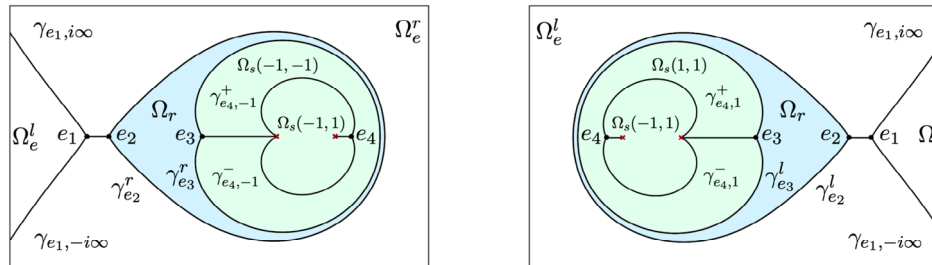 γ_{e_1,i∞}
Ω_e^r
Ω_s(-1,-1)
γ^+_{e_4,-1}
Ω_r
Ω_s(-1,1)
Ω_e^l
e_1
e_2
e_3
e_4
γ^r_{e_2}
γ^r_{e_3}
γ^-_{e_4,-1}
γ_{e_1,-i∞}
Ω_e^l
γ_{e_1,i∞}
Ω_s(1,1)
γ^+_{e_4,1}
Ω_s(-1,1)
Ω_r
e_4
e_3
e_2
e_1
γ^-_{e_4,1}
γ^l_{e_3}
γ^l_{e_2}
γ_{e_1,-i∞}